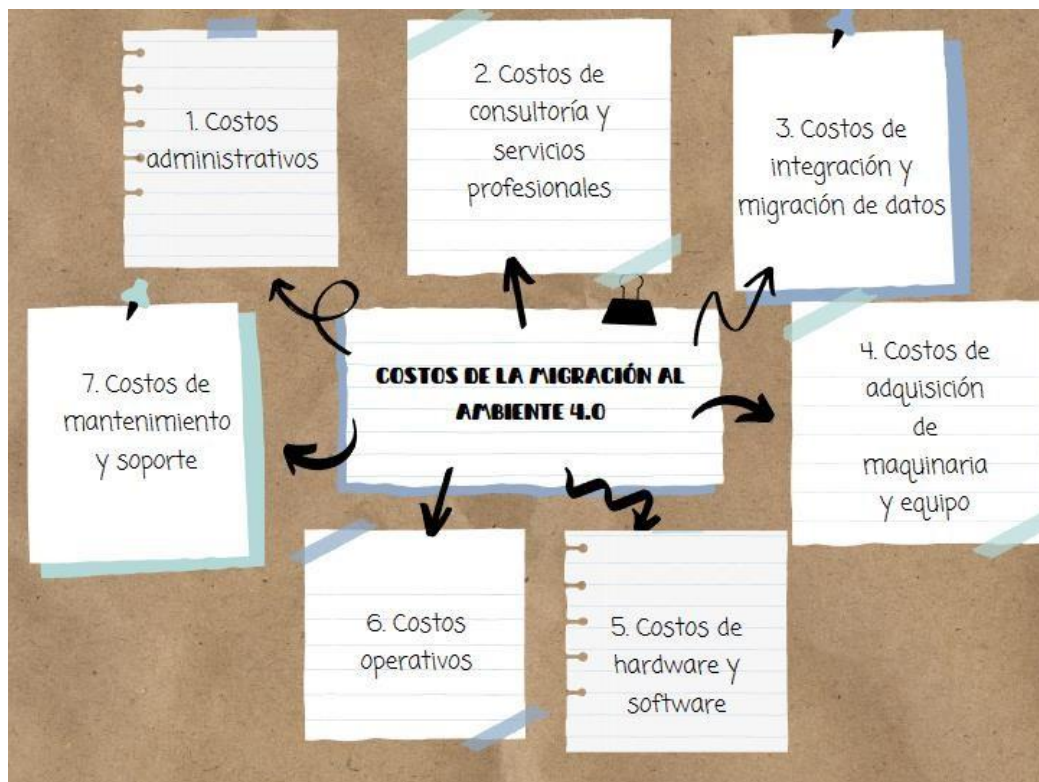 1. Costos
administrativos
2. Costos de
consultoría y
servicios
profesionales
3. Costos de
integración y
migración de datos
COSTOS DE LA MIGRACIÓN AL
AMBIENTE 4.0
4. Costos de
adquisición
de
maquinaria
y equipo
5. Costos de
hardware y
software
6. Costos
operativos
7. Costos de
mantenimiento
y soporte